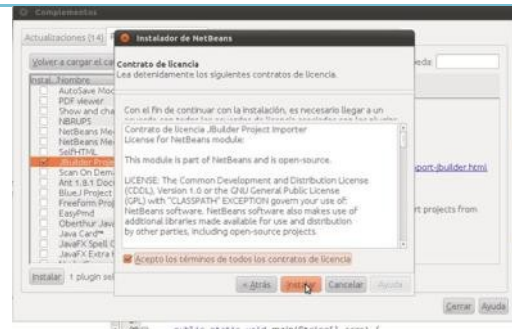 Complementos
Actualizaciones (14)
Instalador de NetBeans
Volver a cargar el ca
Contrato de licencia
Lea detenidamente los siguientes contratos de licencia.
Nombre
AutoSave Mod
PDF viewer
Show and cha
NBRUPS
NetBeans Me
NetBeans Me
SelfHTML
JBuilder Proje
Scan On Dem
Ant 1.8.1 Doc
BlueJ Project
Freeform Proj
EasyPmd
Oberthur Java
Java Card™
JavaFX Spell C
JavaFX Extra
Con el fin de continuar con la instalación, es necesario llegar a un
Contrato de licencia JBuilder Project Importer
License for NetBeans module:
This module is part of NetBeans and is open-source.
LICENSE: The Common Development and Distribution License
(CDDL), Version 1.0 or the GNU General Public License
(GPL) with "CLASSPATH" EXCEPTION govern your use of
NetBeans software. NetBeans software also makes use of
additional libraries made available for use and distribution
by other parties, including open-source projects.
port-jbuilder.html
rt projects from
Acepto los términos de todos los contratos de licencia
Instalar
1 plugin sel
< Atrás
Instalar
Cancelar
Ayuda
Cerrar
Ayuda